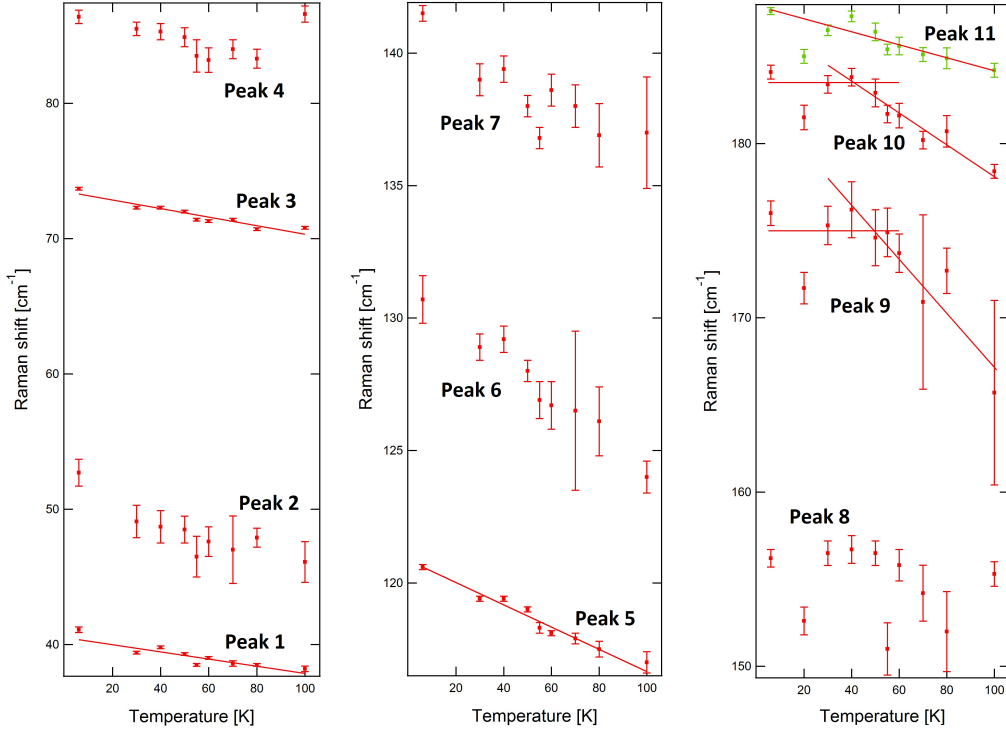 80
70
60
50
40
Raman shift [cm-1]
Peak 4
Peak 3
Peak 2
Peak 1
20 40 60 80 100
Temperature [K]
140
135
130
125
120
Raman shift [cm-1]
Peak 7
Peak 6
Peak 5
20 40 60 80 100
Temperature [K]
180
170
160
150
Raman shift [cm-1]
Peak 11
Peak 10
Peak 9
Peak 8
20 40 60 80 100
Temperature [K]